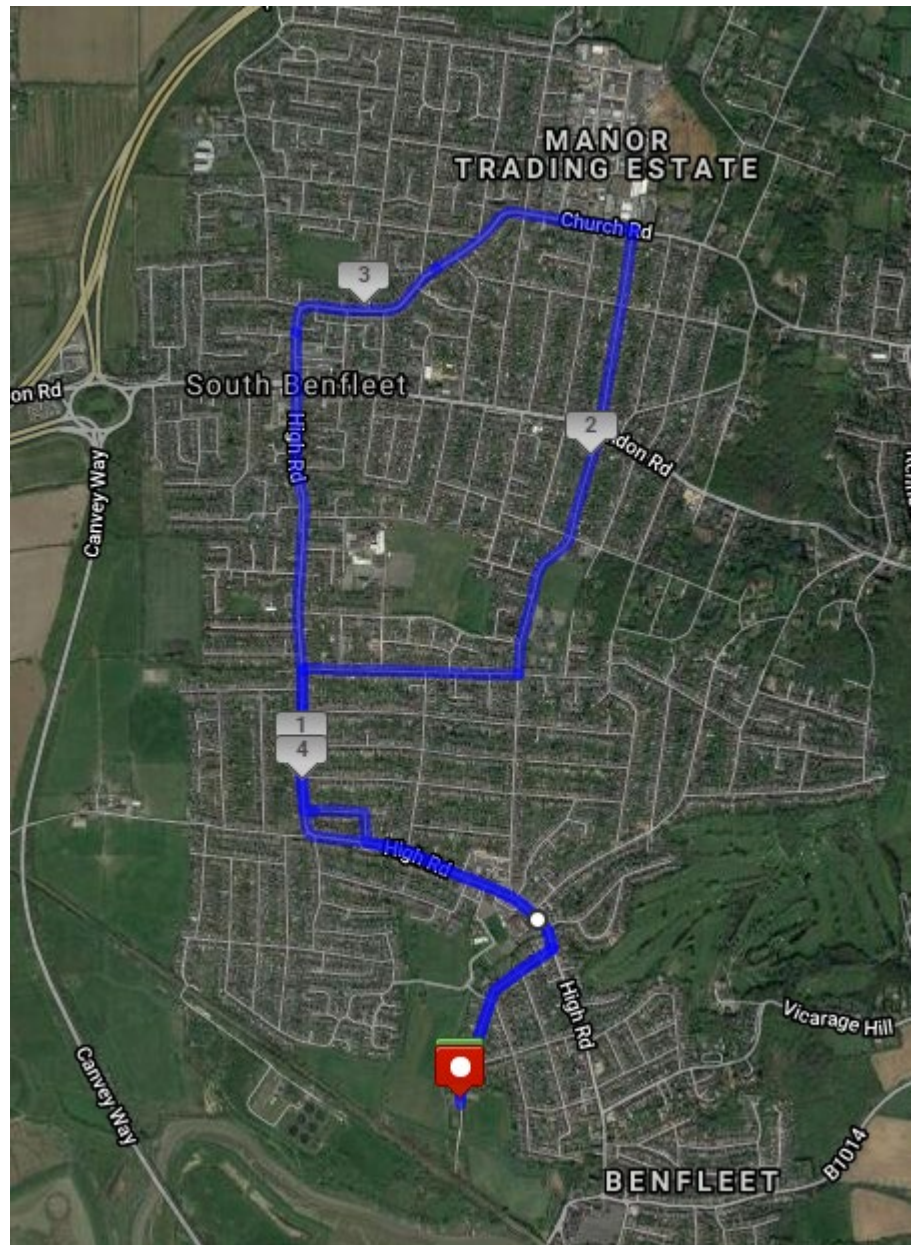 MANOR
TRADING ESTATE
Church Rd
3
on Rd
South Benfleet
High Rd
2
don Rd
Canvey Way
1
4
High Rd
High Rd
Vicarage Hill
Canvey Way
BENFLEET
B1014